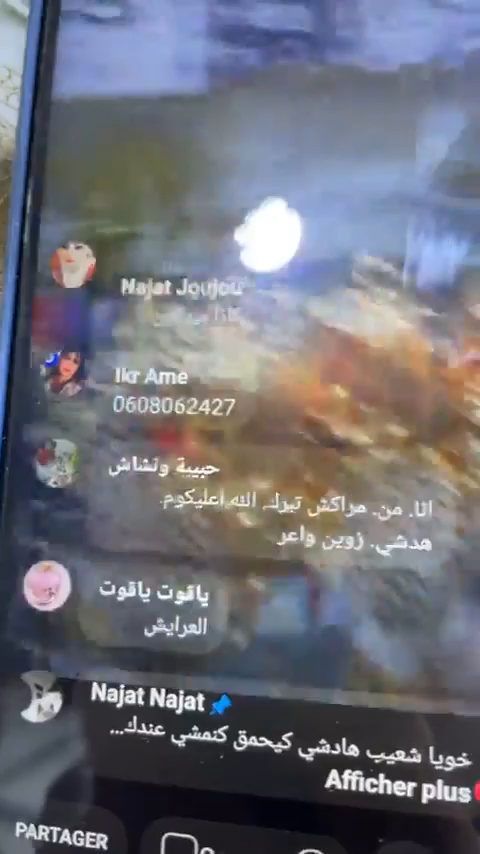 Najat Joujou
Ikr Ame
0608062427
حبيبة ونشاش
انا. من. مراكش تبرك. الله اعليكوم.
هدشي. زوين واعر
ياقوت ياقوت
العرايش
Najat Najat 📌
خويا شعيب هادشي كيحمق كنمشي عندك...
Afficher plus
PARTAGER